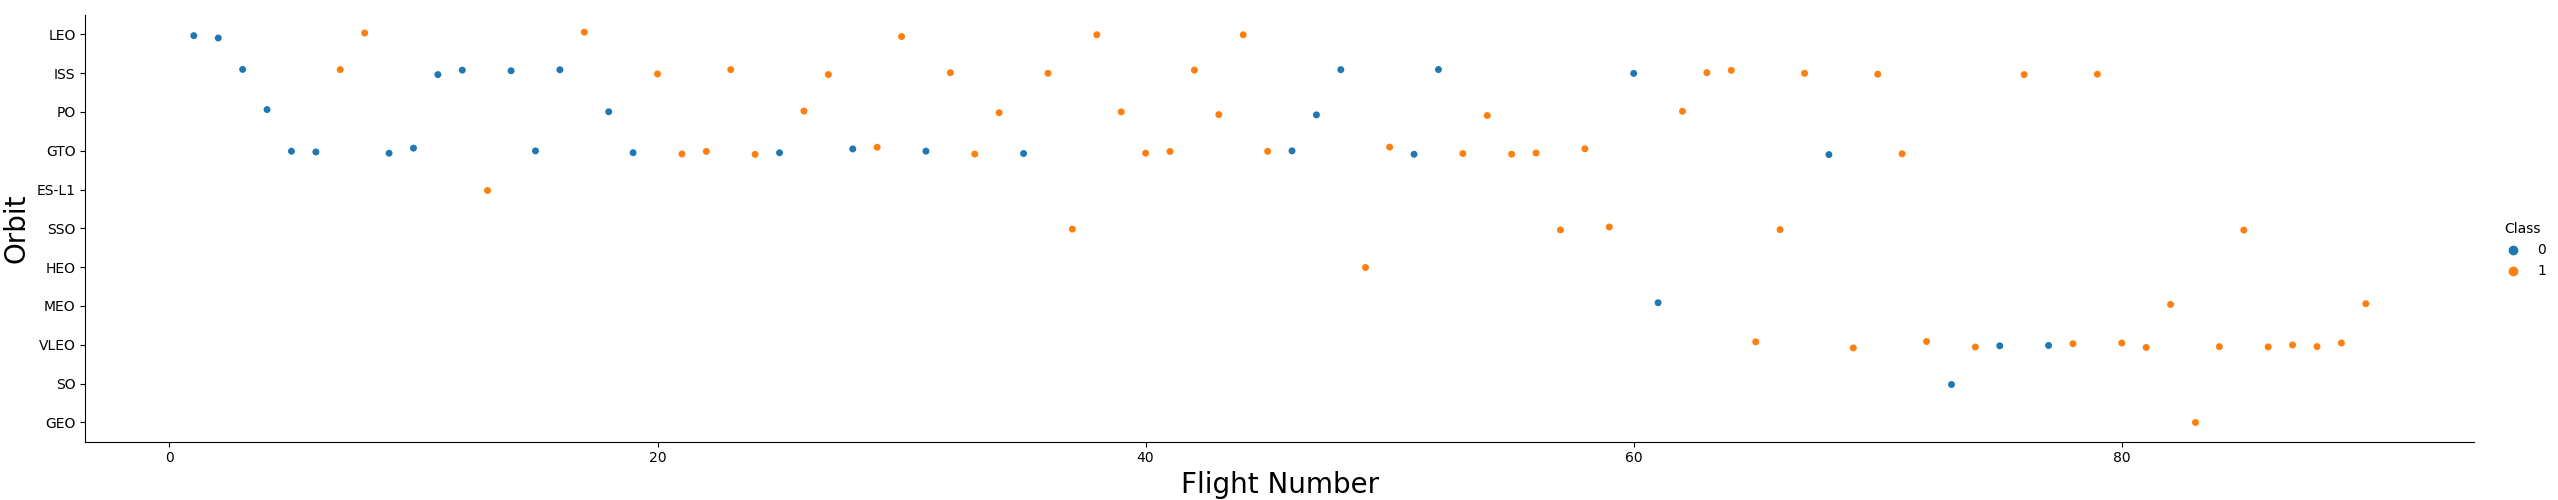 Orbit
LEO
ISS
PO
GTO
ES-L1
SSO
HEO
MEO
VLEO
SO
GEO
0 20 40 60 80
Flight Number
Class
0
1